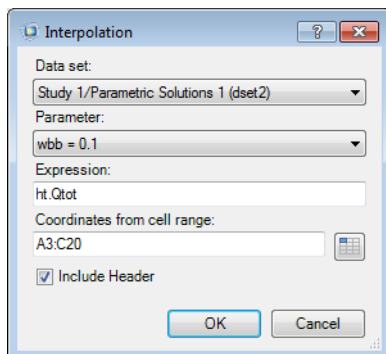 Interpolation
Data set:
Study 1/Parametric Solutions 1 (dset2)
Parameter:
wbb = 0.1
Expression:
ht.Qtot
Coordinates from cell range:
A3:C20
Include Header
OK Cancel